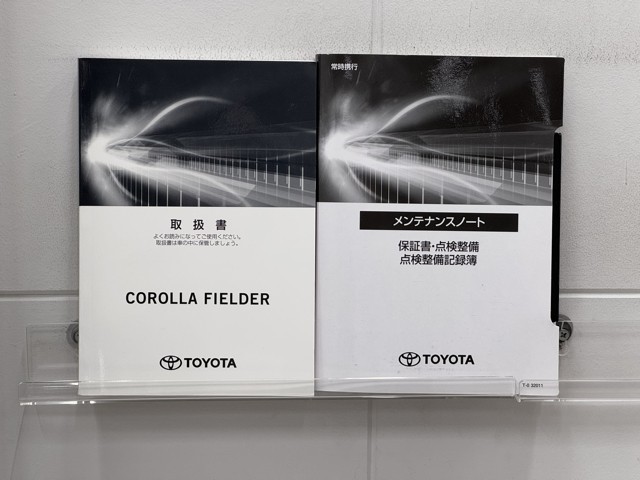 取扱書
よくお読みになってご使用ください。
取扱書は車の中に保管しましょう。
COROLLA FIELDER
TOYOTA
常時携行
メンテナンスノート
保証書・点検整備
点検整備記録簿
TOYOTA
T-Ⅱ S2011